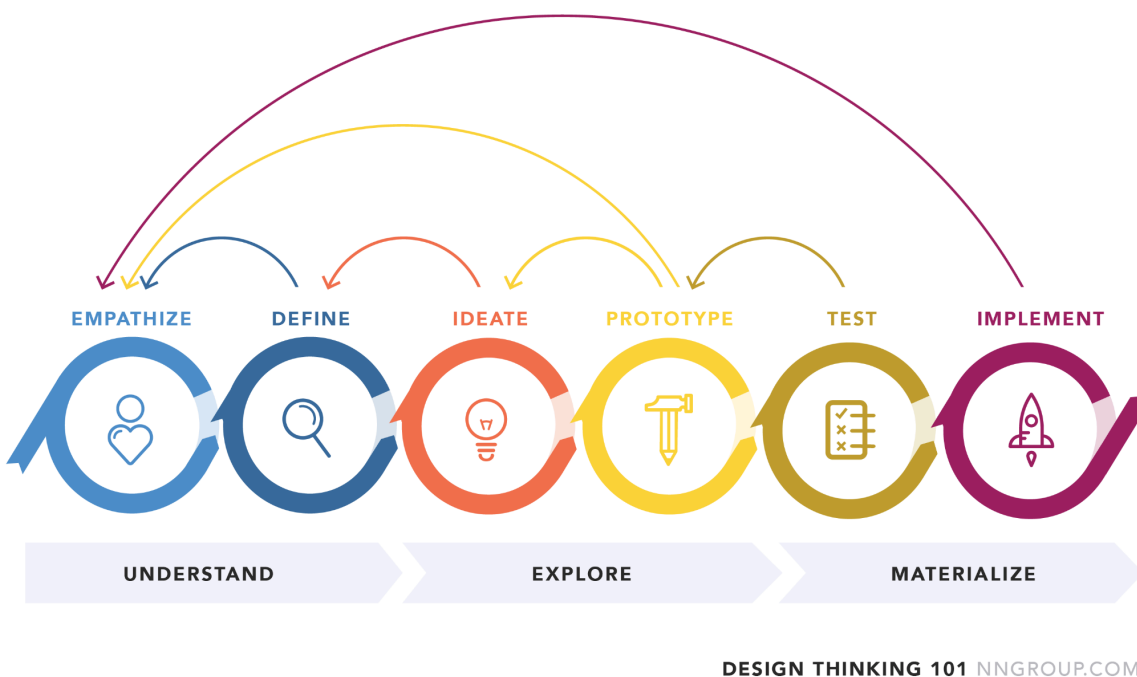 EMPATHIZE DEFINE IDEATE PROTOTYPE TEST IMPLEMENT
UNDERSTAND EXPLORE MATERIALIZE
DESIGN THINKING 101 NNGROUP.COM